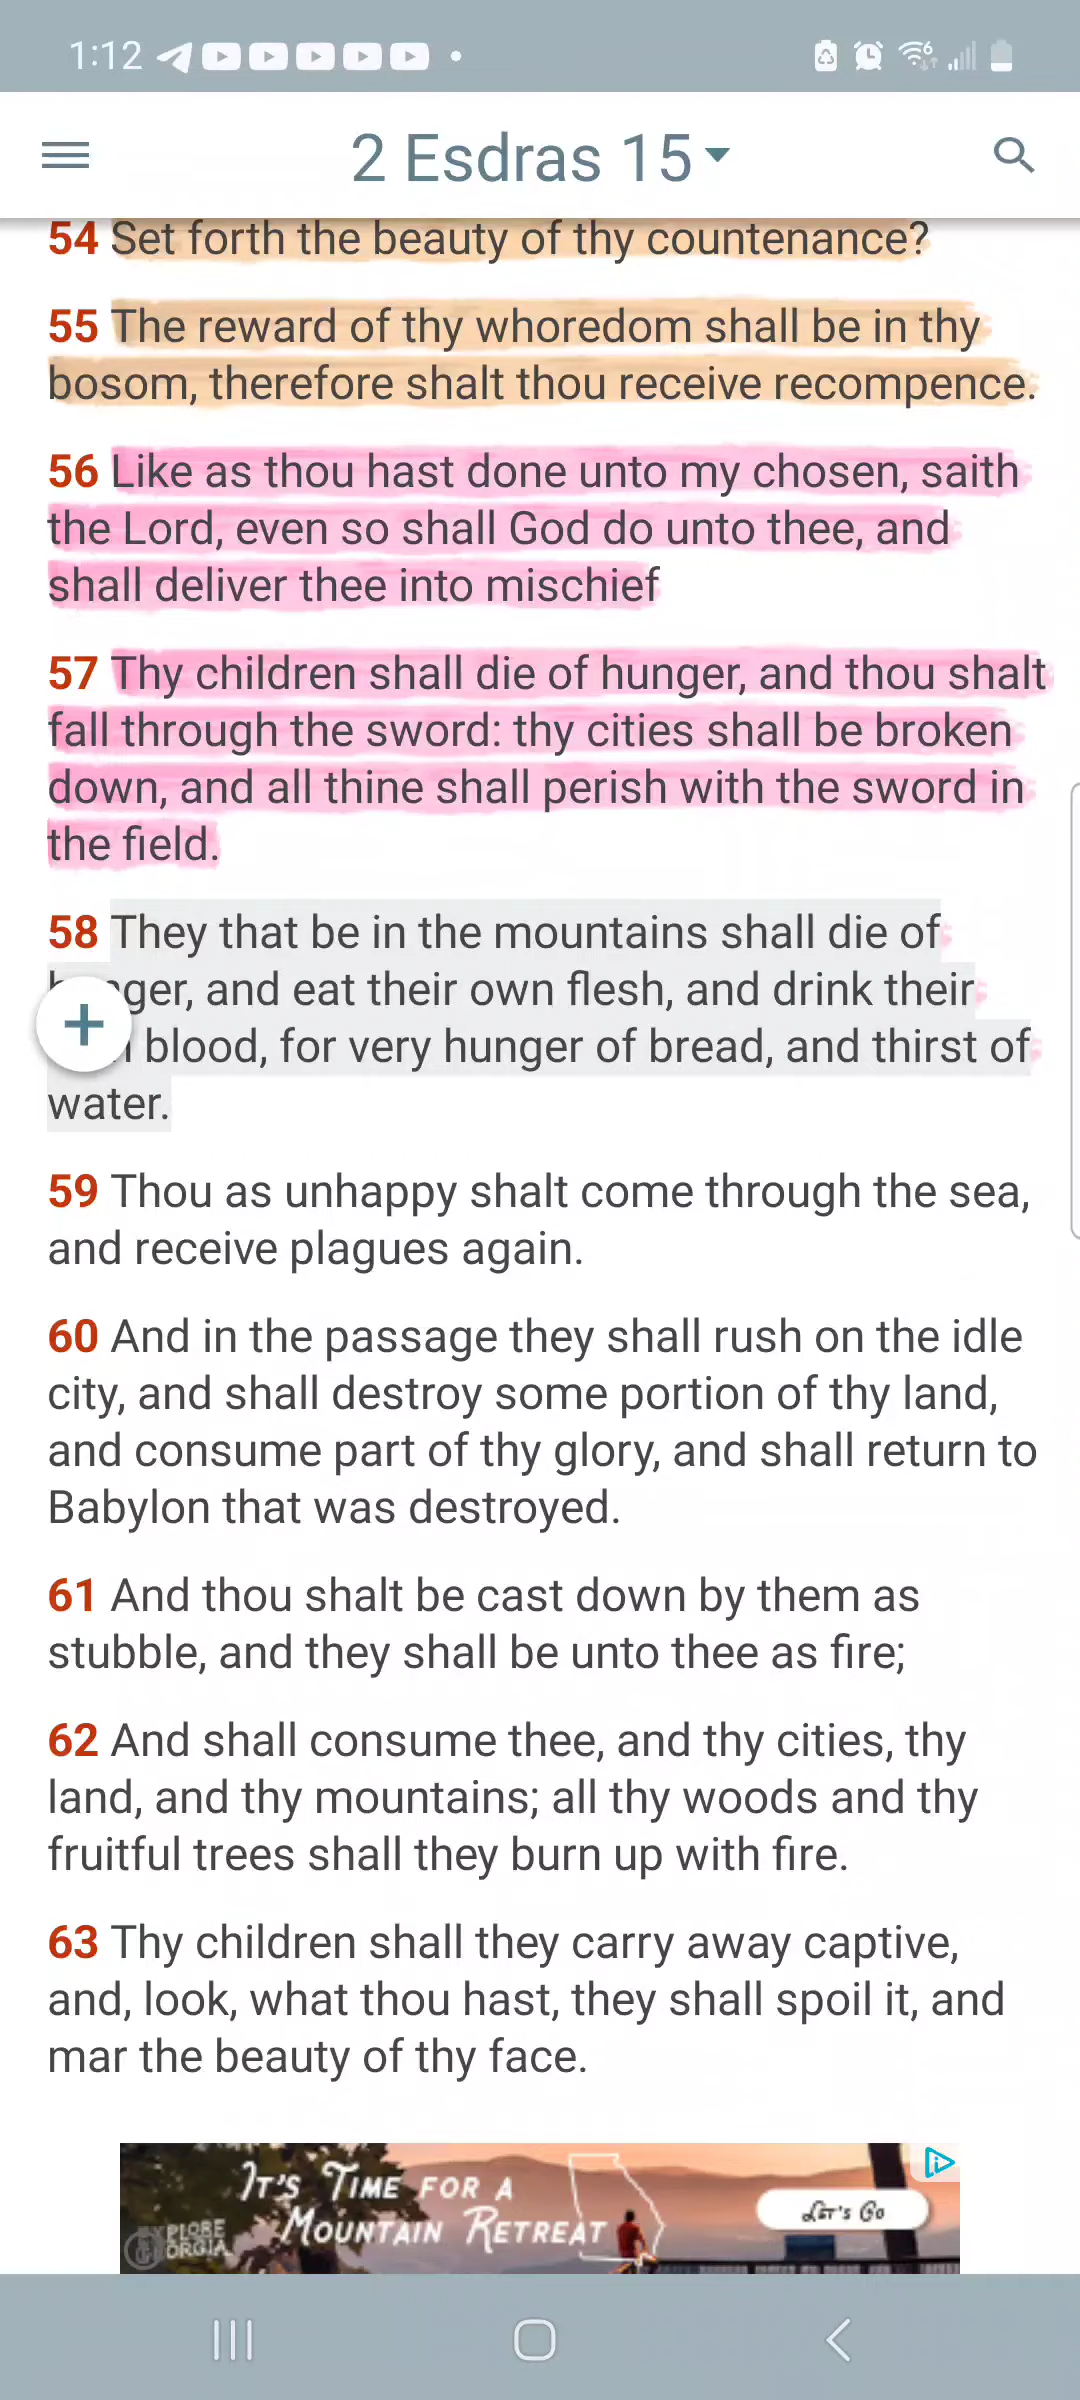 1:12
2 Esdras 15
54 Set forth the beauty of thy countenance?
55 The reward of thy whoredom shall be in thy
bosom, therefore shalt thou receive recompence.
56 Like as thou hast done unto my chosen, saith
the Lord, even so shall God do unto thee, and
shall deliver thee into mischief
57 Thy children shall die of hunger, and thou shalt
fall through the sword: thy cities shall be broken
down, and all thine shall perish with the sword in
the field.
58 They that be in the mountains shall die of
and eat their own flesh, and drink their
blood, for very hunger of bread, and thirst of
water.
59 Thou as unhappy shalt come through the sea,
and receive plagues again.
60 And in the passage they shall rush on the idle
city, and shall destroy some portion of thy land,
and consume part of thy glory, and shall return to
Babylon that was destroyed.
61 And thou shalt be cast down by them as
stubble, and they shall be unto thee as fire;
62 And shall consume thee, and thy cities, thy
land, and thy mountains; all thy woods and thy
fruitful trees shall they burn up with fire.
63 Thy children shall they carry away captive,
and, look, what thou hast, they shall spoil it, and
mar the beauty of thy face.
It's Time for a
Mountain Retreat
Let's Go